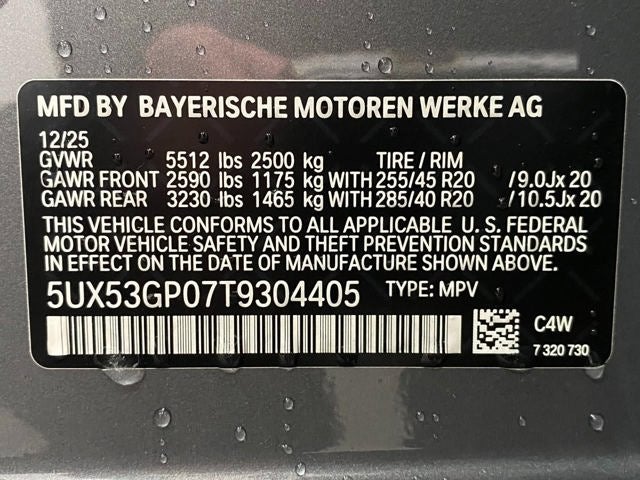 MFD BY BAYERISCHE MOTOREN WERKE AG
12/25
GVWR 5512 lbs 2500 kg TIRE / RIM
GAWR FRONT 2590 lbs 1175 kg WITH 255/45 R20 /9.0Jx 20
GAWR REAR 3230 lbs 1465 kg WITH 285/40 R20 /10.5Jx 20
THIS VEHICLE CONFORMS TO ALL APPLICABLE U. S. FEDERAL
MOTOR VEHICLE SAFETY AND THEFT PREVENTION STANDARDS
IN EFFECT ON THE DATE OF MANUFACTURE SHOWN ABOVE.
5UX53GP07T9304405 TYPE: MPV
C4W
7 320 730